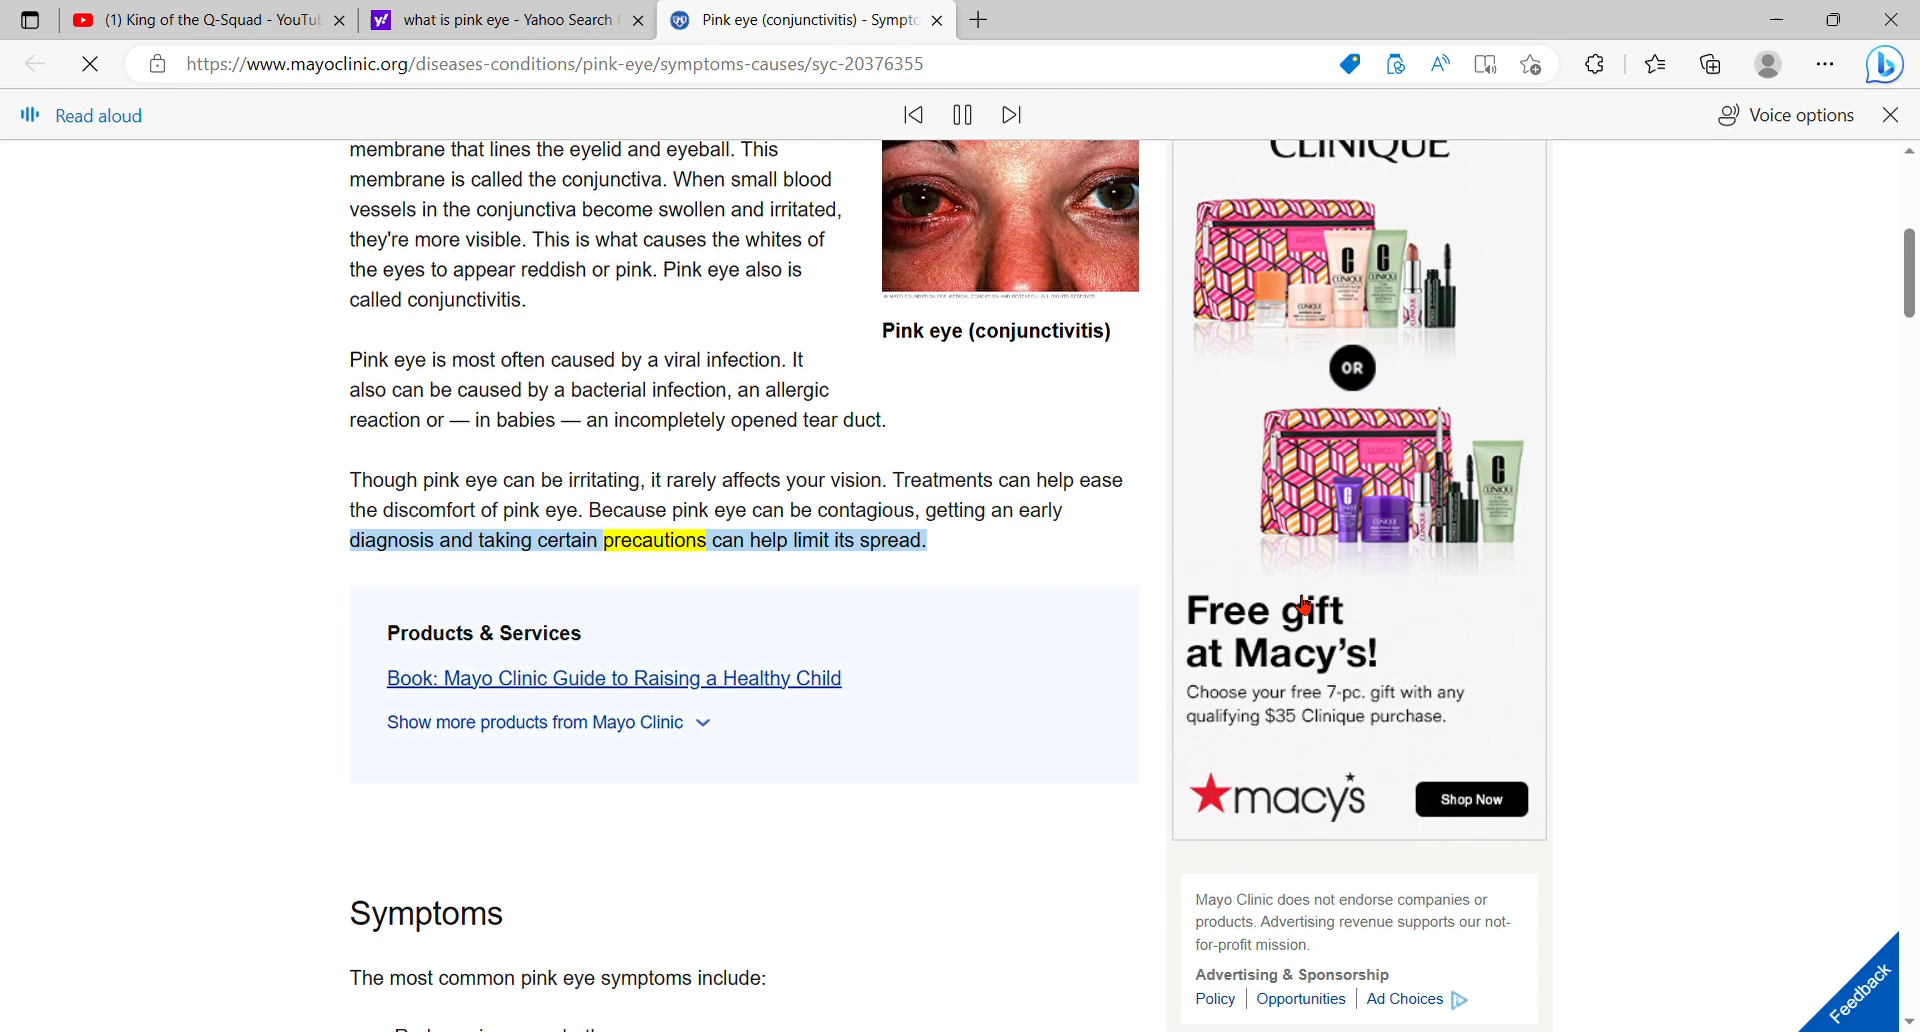 (1) King of the Q-Squad - YouTu
what is pink eye - Yahoo Search
Pink eye (conjunctivitis) - Sympto
https://www.mayoclinic.org/diseases-conditions/pink-eye/symptoms-causes/syc-20376355
Read aloud
Voice options
membrane that lines the eyelid and eyeball. This
membrane is called the conjunctiva. When small blood
vessels in the conjunctiva become swollen and irritated,
they're more visible. This is what causes the whites of
the eyes to appear reddish or pink. Pink eye also is
called conjunctivitis.
© MAYO FOUNDATION FOR MEDICAL EDUCATION AND RESEARCH. ALL RIGHTS RESERVED.
Pink eye (conjunctivitis)
Pink eye is most often caused by a viral infection. It
also can be caused by a bacterial infection, an allergic
reaction or — in babies — an incompletely opened tear duct.
Though pink eye can be irritating, it rarely affects your vision. Treatments can help ease
the discomfort of pink eye. Because pink eye can be contagious, getting an early
diagnosis and taking certain precautions can help limit its spread.
Products & Services
Book: Mayo Clinic Guide to Raising a Healthy Child
Show more products from Mayo Clinic
Symptoms
The most common pink eye symptoms include:
CLINIQUE
OR
Free gift
at Macy's!
Choose your free 7-pc. gift with any
qualifying $35 Clinique purchase.
macy's
Shop Now
Mayo Clinic does not endorse companies or
products. Advertising revenue supports our not-
for-profit mission.
Advertising & Sponsorship
Policy
Opportunities
Ad Choices
Feedback